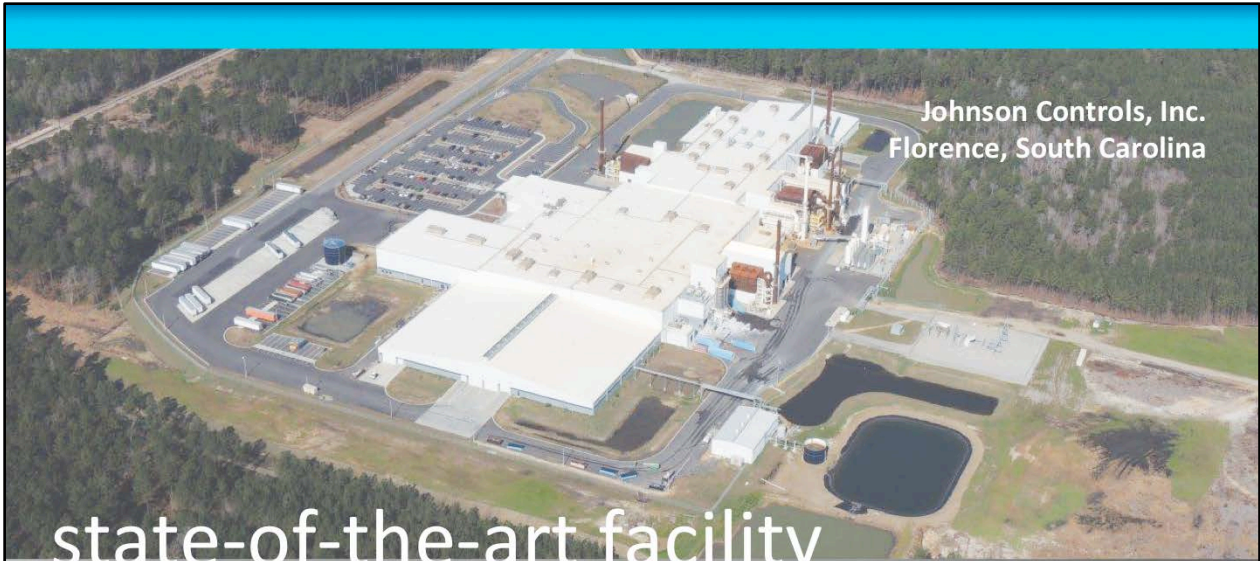 Johnson Controls, Inc.
Florence, South Carolina
state-of-the-art facility